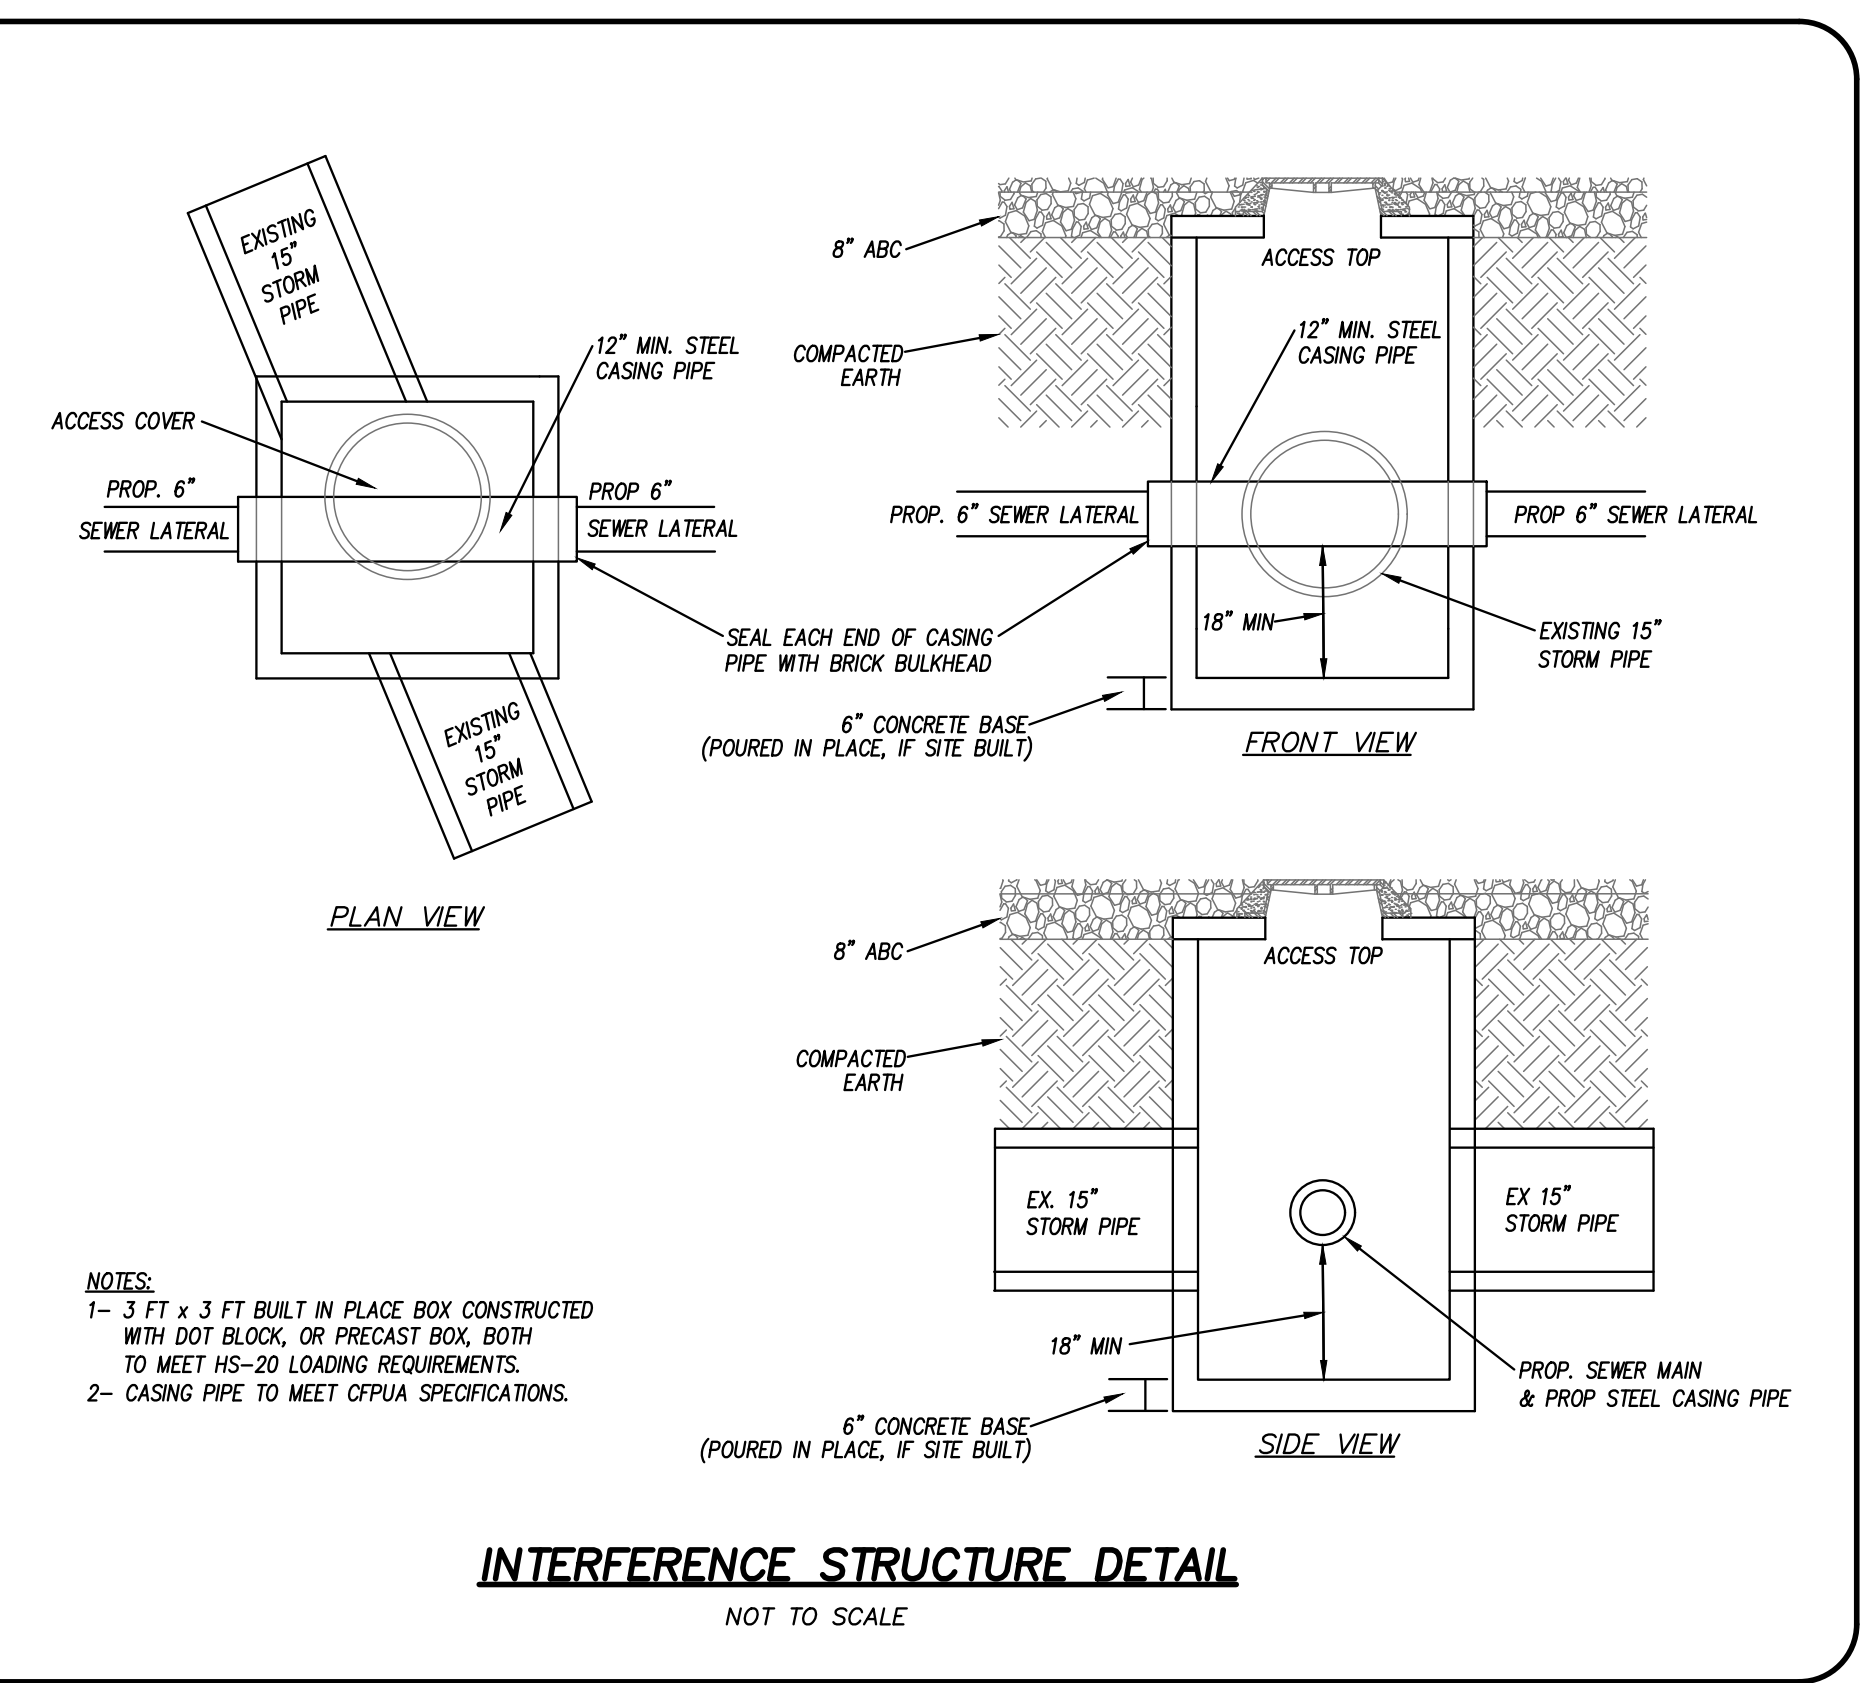 EXISTING
15"
STORM
PIPE
12" MIN. STEEL
CASING PIPE
ACCESS COVER
PROP. 6"
SEWER LATERAL
PROP 6"
SEWER LATERAL
SEAL EACH END OF CASING
PIPE WITH BRICK BULKHEAD
EXISTING
15"
STORM
PIPE
PLAN VIEW
8" ABC
ACCESS TOP
COMPACTED
EARTH
12" MIN. STEEL
CASING PIPE
PROP. 6" SEWER LATERAL
PROP 6" SEWER LATERAL
18" MIN
EXISTING 15"
STORM PIPE
6" CONCRETE BASE
(POURED IN PLACE, IF SITE BUILT)
FRONT VIEW
8" ABC
ACCESS TOP
COMPACTED
EARTH
EX. 15"
STORM PIPE
EX 15"
STORM PIPE
18" MIN
PROP. SEWER MAIN
& PROP STEEL CASING PIPE
6" CONCRETE BASE
(POURED IN PLACE, IF SITE BUILT)
SIDE VIEW
NOTES:
1- 3 FT x 3 FT BUILT IN PLACE BOX CONSTRUCTED
WITH DOT BLOCK, OR PRECAST BOX, BOTH
TO MEET HS-20 LOADING REQUIREMENTS.
2- CASING PIPE TO MEET CFPUA SPECIFICATIONS.
INTERFERENCE STRUCTURE DETAIL
NOT TO SCALE